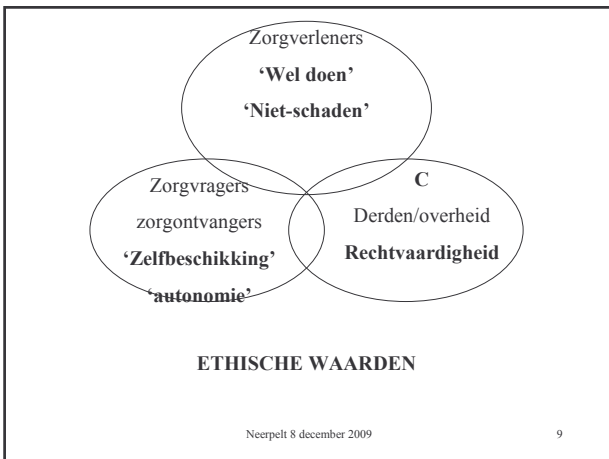 Zorgverleners
‘Wel doen’
‘Niet-schaden’
Zorgvragers
zorgontvangers
‘Zelfbeschikking’
‘autonomie’
C
Derden/overheid
Rechtvaardigheid
ETHISCHE WAARDEN
Neerpelt 8 december 2009
9